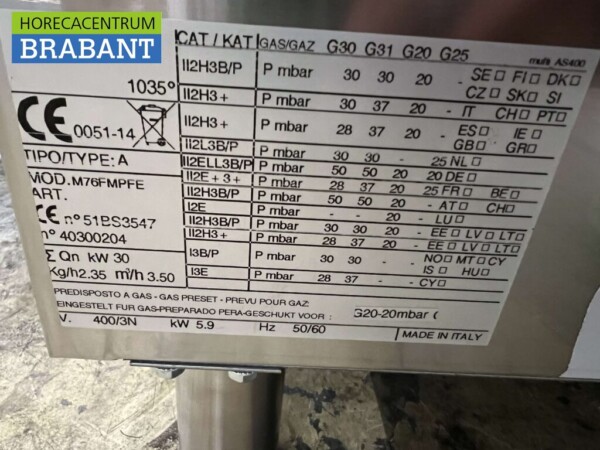 HORECACENTRUM
BRABANT
CAT / KAT GAS/GAZ G30 G31 G20 G25 multi AS400
1035°
II2H3B/P P mbar 30 30 20 - SE FI DK
CZ SK SI
II2H3+ P mbar 30 37 20 - IT CH PT
CE 0051-14
II2H3+ P mbar 28 37 20 - ES IE
GB GR
TIPO/TYPE: A
II2L3B/P P mbar 30 30 - 25 NL
II2ELL3B/P P mbar 50 50 20 20 DE
MOD. M76FMPFE
II2E+3+ P mbar 28 37 20 25 FR BE
ART.
II2H3B/P P mbar 50 50 20 - AT CH
I2E P mbar - - 20 - LU
CE n° 51BS3547
II2H3B/P P mbar 30 30 20 - EE LV LT
n° 40300204
II2H3+ P mbar 28 37 20 - EE LV LT
Σ Qn kW 30
I3B/P P mbar 30 30 - - NO MT CY
IS HU
Kg/h2.35 m³/h 3.50
I3E P mbar 28 37 - - CY
PREDISPOSTO A GAS - GAS PRESET - PREVU POUR GAZ:
EINGESTELT FUR GAS-PREPARADO PERA-GESCHUKT VOOR : G20-20mbar
V. 400/3N kW 5.9 Hz 50/60 MADE IN ITALY